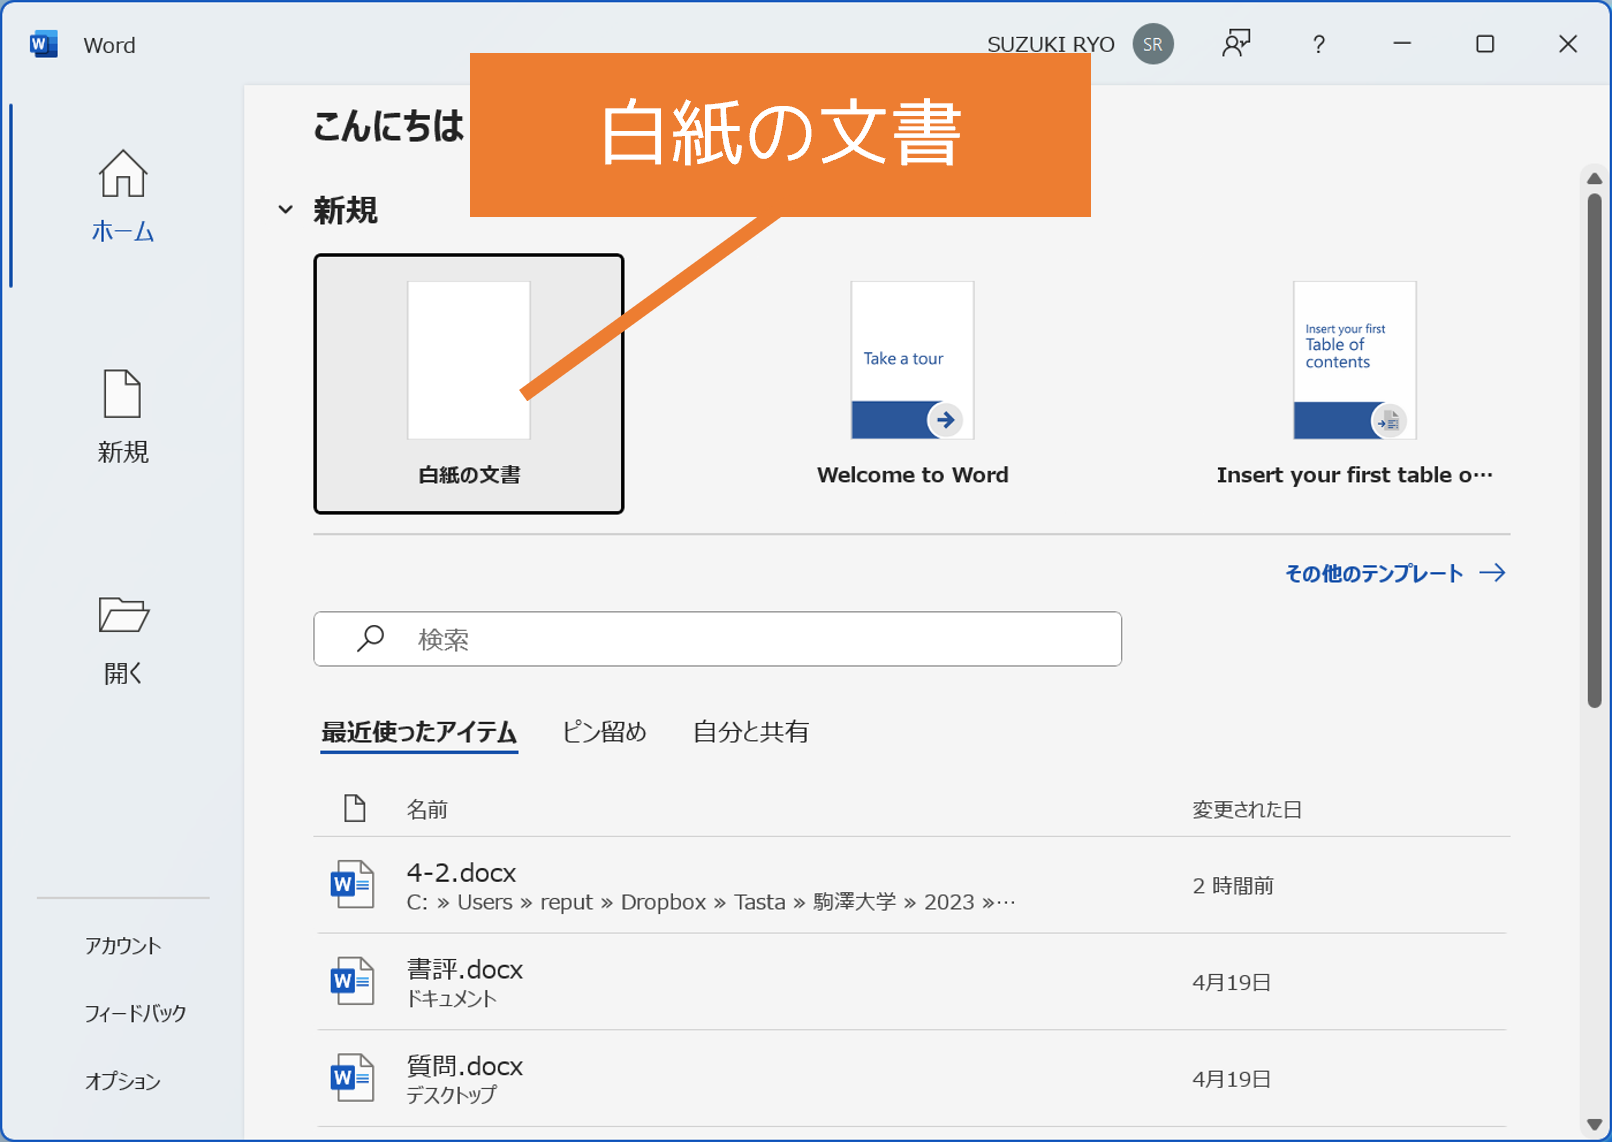 Word
SUZUKI RYO
SR
?
こんにちは
白紙の文書
新規
ホーム
新規
開く
アカウント
フィードバック
オプション
Take a tour
Insert your first
Table of
contents
白紙の文書
Welcome to Word
Insert your first table o…
その他のテンプレート
検索
最近使ったアイテム ピン留め 自分と共有
名前 変更された日
4-2.docx
C: » Users » reput » Dropbox » Tasta » 駒澤大学 » 2023 »…
2 時間前
書評.docx
ドキュメント
4月19日
質問.docx
デスクトップ
4月19日